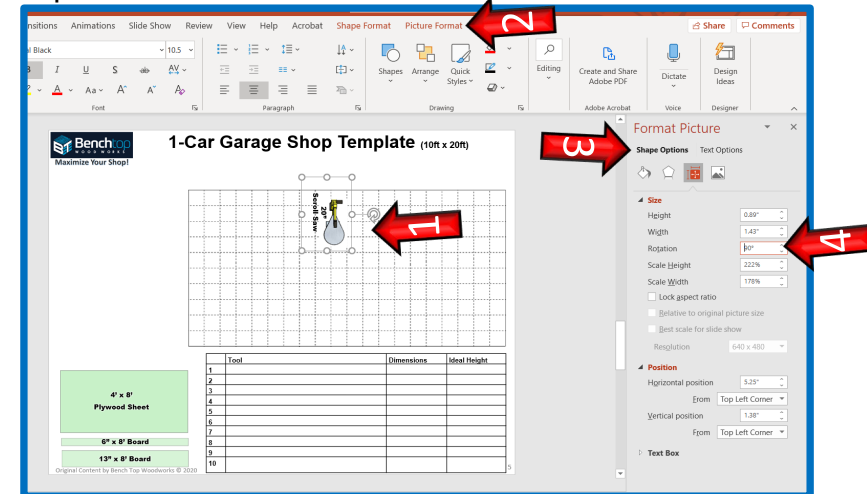 nsitions Animations Slide Show Review View Help Acrobat Shape Format Picture Format Share Comments
al Black 10.5
B I U S ab AV
A Aa A^ A˅ A
Font Paragraph
Shapes Arrange Quick Styles
Drawing
Editing
Create and Share Adobe PDF
Adobe Acrobat
Dictate
Voice
Design Ideas
Designer
2
Benchtop
WOOD WORKS
Maximize Your Shop!
1-Car Garage Shop Template (10ft x 20ft)
20"
Scroll Saw
1
Tool Dimensions Ideal Height
1
2
3
4
5
6
7
8
9
10
4' x 8'
Plywood Sheet
6" x 8' Board
13" x 8' Board
Original Content by Bench Top Woodworks © 2020
5
Format Picture
3
Shape Options Text Options
Size
Height 0.89"
Width 1.43"
Rotation 90°
4
Scale Height 222%
Scale Width 178%
Lock aspect ratio
Relative to original picture size
Best scale for slide show
Resolution 640 x 480
Position
Horizontal position 5.25"
From Top Left Corner
Vertical position 1.38"
From Top Left Corner
Text Box